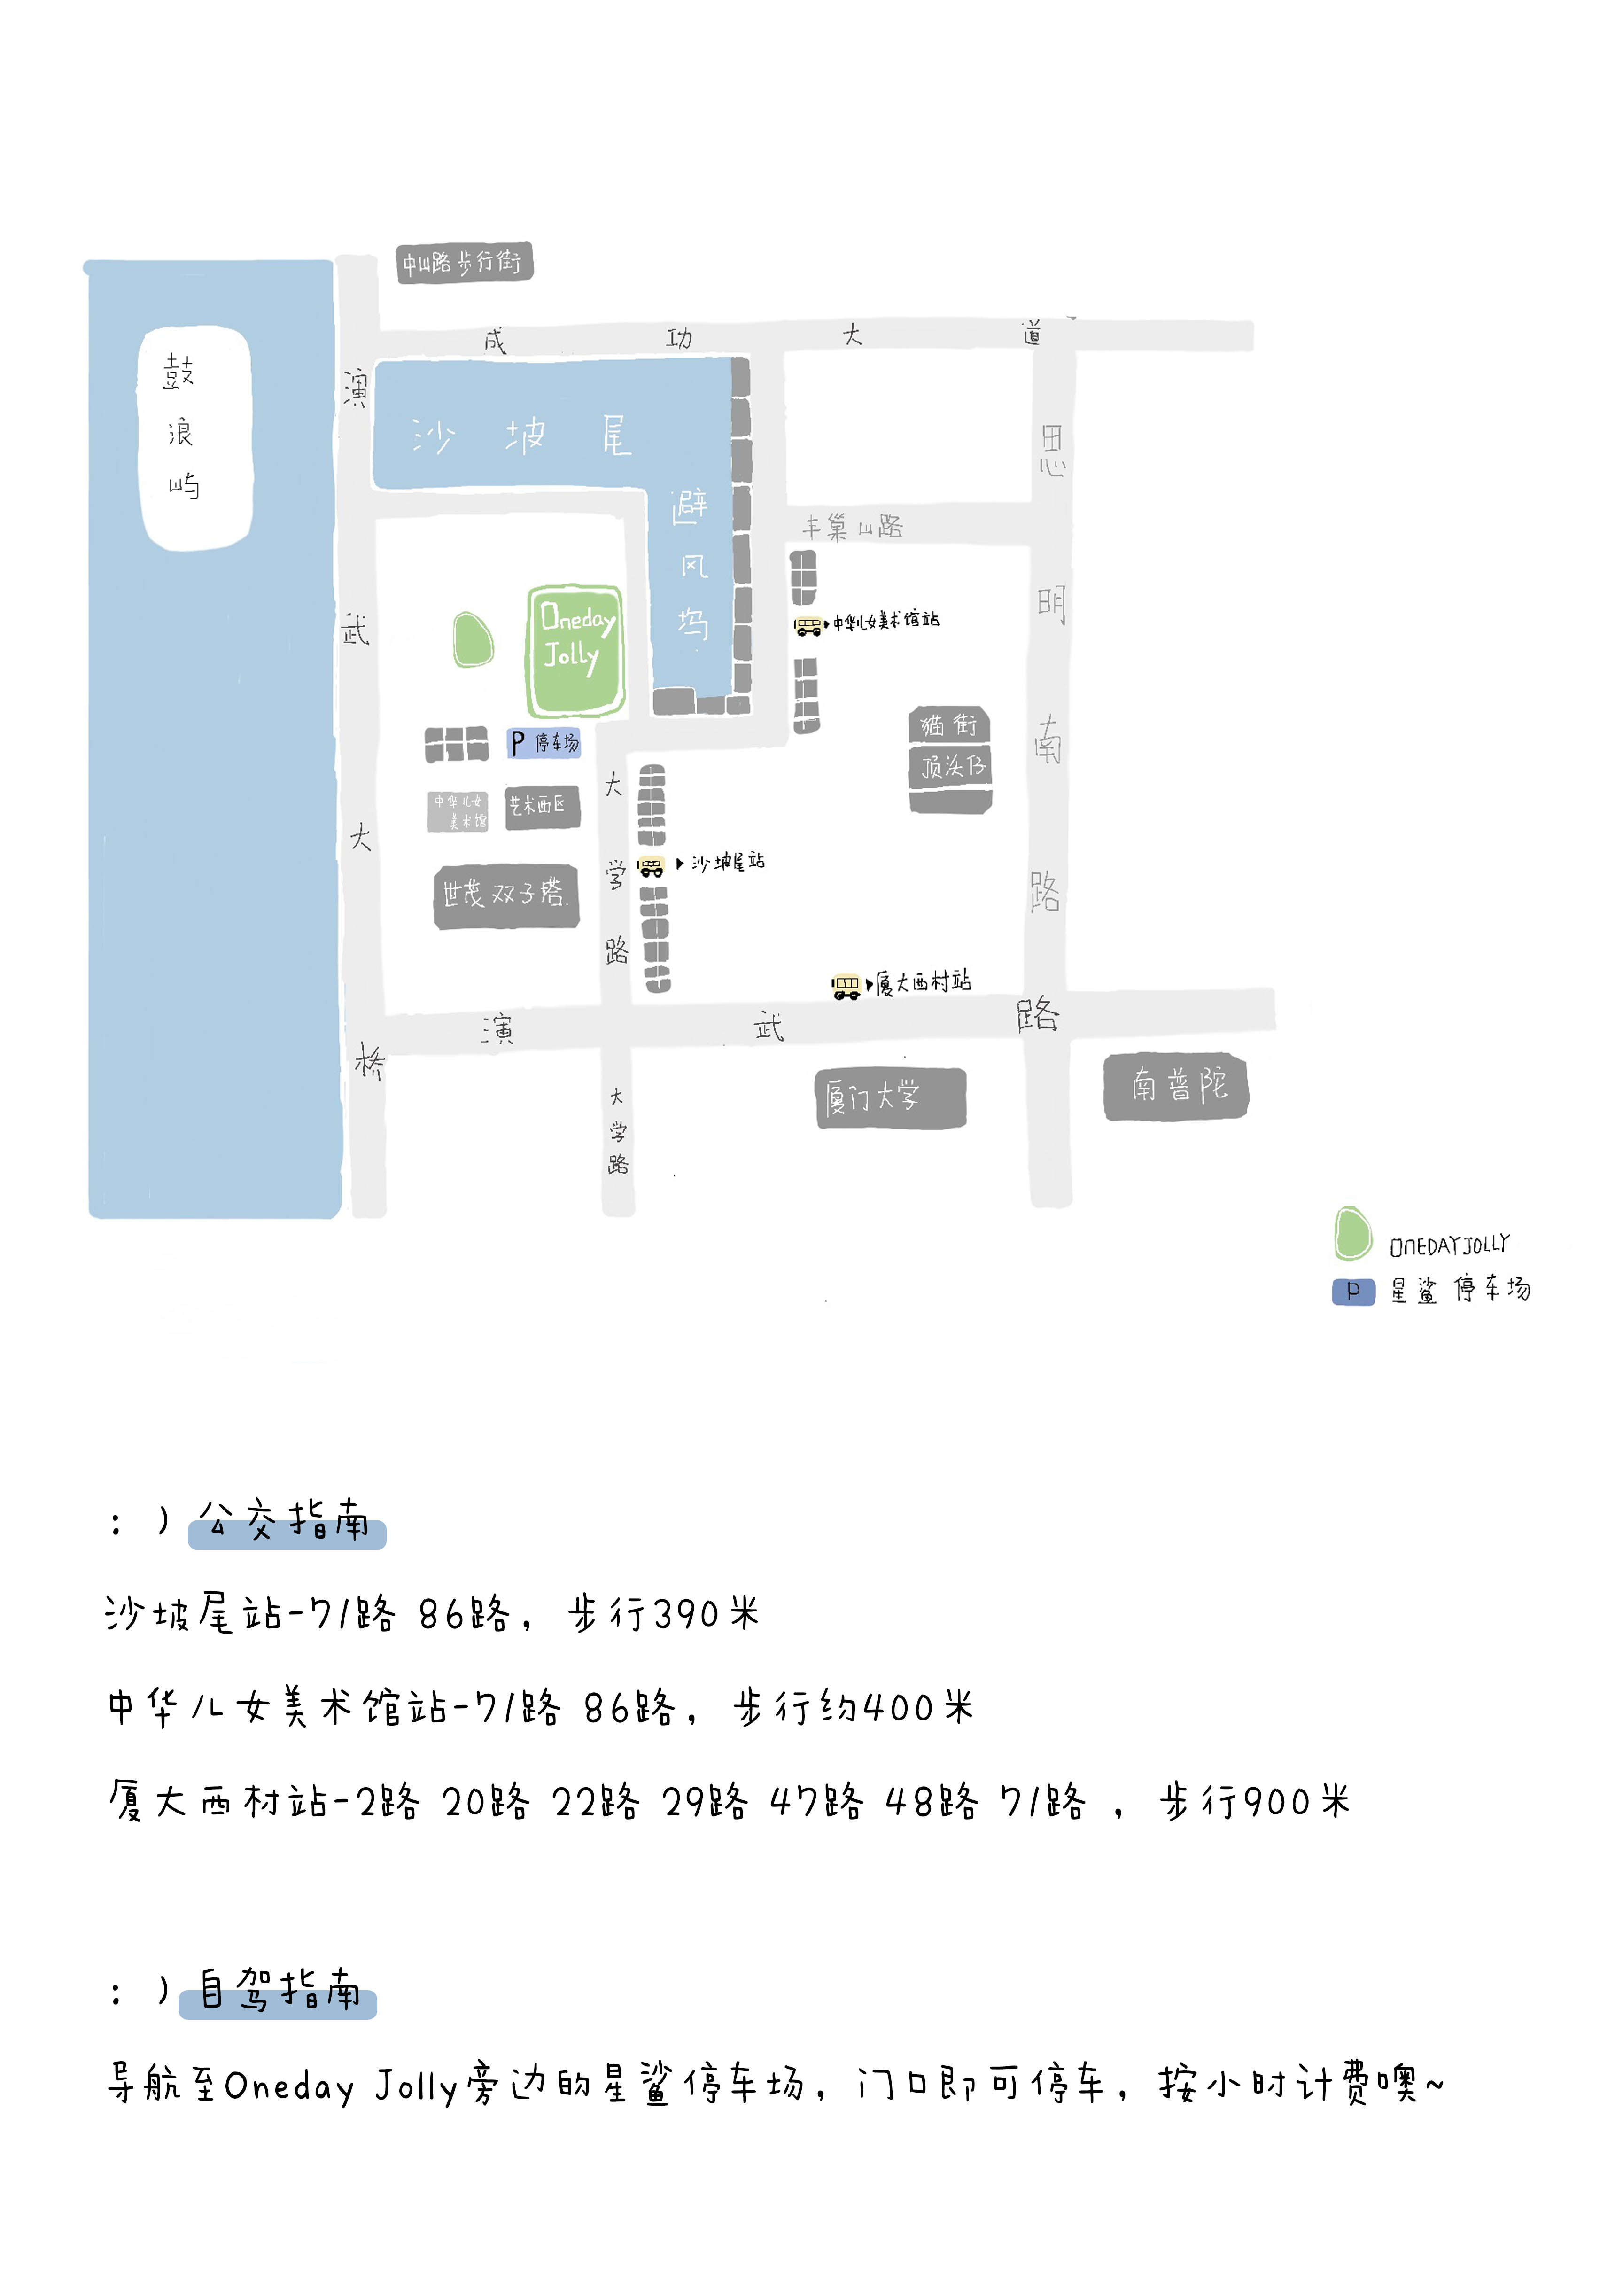 中山路步行街
成功大道
鼓浪屿
演武大桥
沙坡尾
避风坞
思明南路
丰巢山路
Oneday
Jolly
中华儿女美术馆站
猫街
顶沃仔
P 停车场
大学路
中华儿女
美术馆
艺术西区
沙坡尾站
世茂双子塔
厦大西村站
演武路
大学路
厦门大学
南普陀
ONEDAYJOLLY
P 星鲨停车场
：）公交指南
沙坡尾站-71路 86路，步行390米
中华儿女美术馆站-71路 86路，步行约400米
厦大西村站-2路 20路 22路 29路 47路 48路 71路 ，步行900米
：）自驾指南
导航至Oneday Jolly旁边的星鲨停车场，门口即可停车，按小时计费噢~